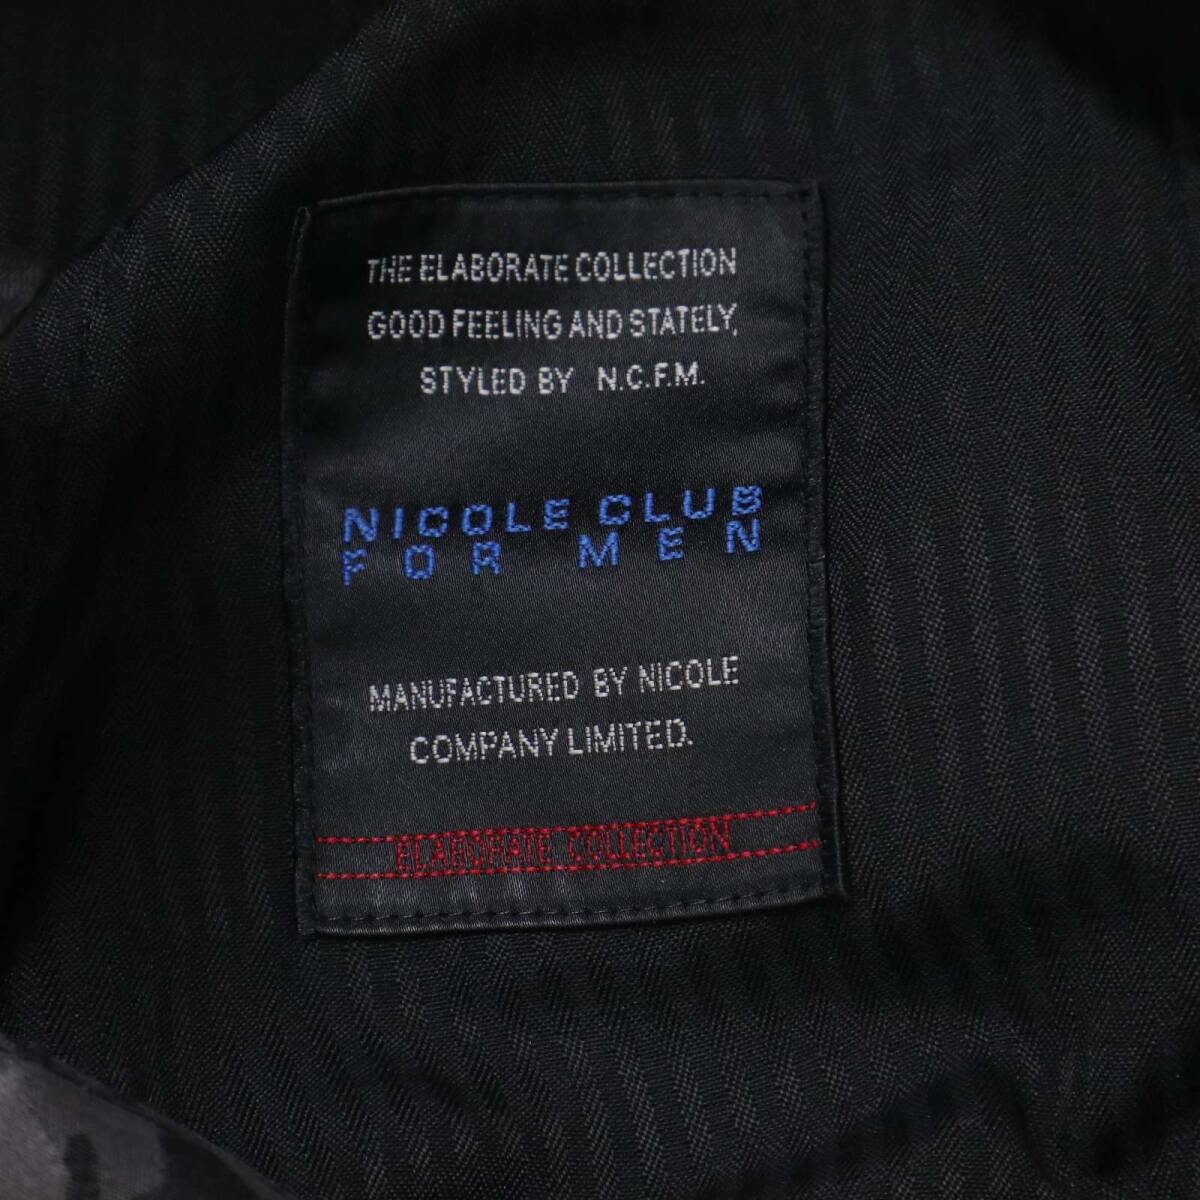 THE ELABORATE COLLECTION
GOOD FEELING AND STATELY,
STYLED BY N.C.F.M.
NICOLE CLUB
FOR MEN
MANUFACTURED BY NICOLE
COMPANY LIMITED.
ELABORATE COLLECTION